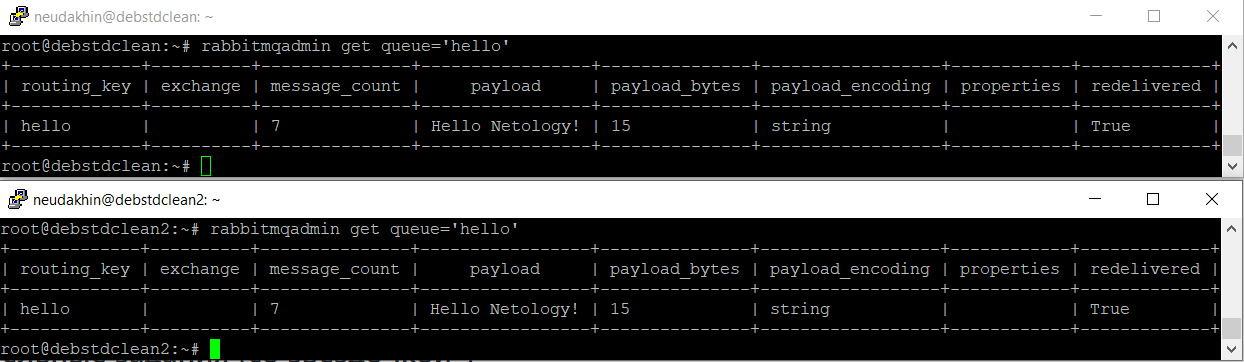 neudakhin@debstdclean: ~
root@debstdclean:~# rabbitmqadmin get queue='hello'
+-------------+----------+---------------+-----------------+---------------+------------------+------------+-------------+
| routing_key | exchange | message_count |     payload     | payload_bytes | payload_encoding | properties | redelivered |
+-------------+----------+---------------+-----------------+---------------+------------------+------------+-------------+
| hello       |          | 7             | Hello Netology! | 15            | string           |            | True        |
+-------------+----------+---------------+-----------------+---------------+------------------+------------+-------------+
root@debstdclean:~#
neudakhin@debstdclean2: ~
root@debstdclean2:~# rabbitmqadmin get queue='hello'
+-------------+----------+---------------+-----------------+---------------+------------------+------------+-------------+
| routing_key | exchange | message_count |     payload     | payload_bytes | payload_encoding | properties | redelivered |
+-------------+----------+---------------+-----------------+---------------+------------------+------------+-------------+
| hello       |          | 7             | Hello Netology! | 15            | string           |            | True        |
+-------------+----------+---------------+-----------------+---------------+------------------+------------+-------------+
root@debstdclean2:~#